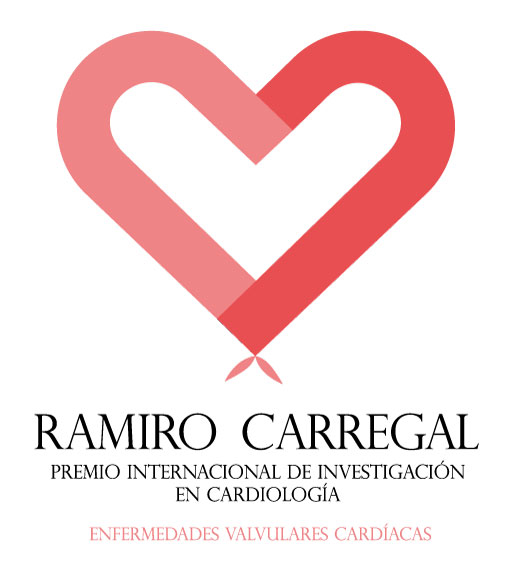 RAMIRO CARREGAL
PREMIO INTERNACIONAL DE INVESTIGACIÓN
EN CARDIOLOGÍA
ENFERMEDADES VALVULARES CARDÍACAS